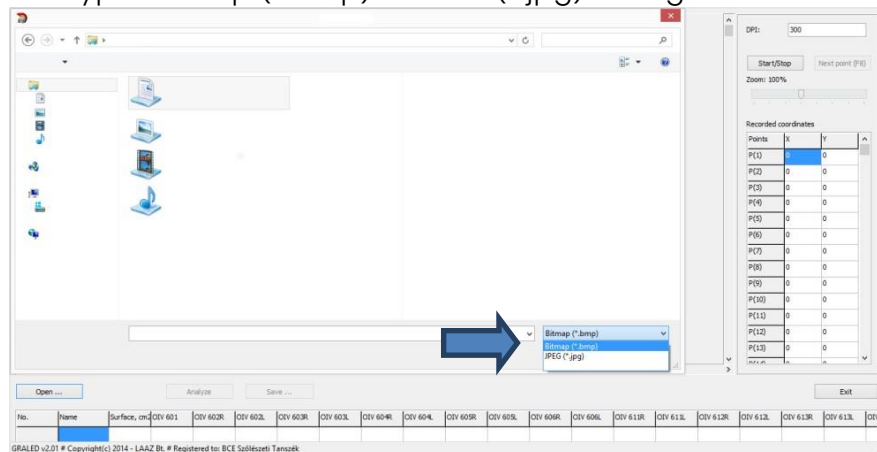 DPI: 300
Start/Stop Next point (F8)
Zoom: 100%
Recorded coordinates
Points X Y
P(1) 0 0
P(2) 0 0
P(3) 0 0
P(4) 0 0
P(5) 0 0
P(6) 0 0
P(7) 0 0
P(8) 0 0
P(9) 0 0
P(10) 0 0
P(11) 0 0
P(12) 0 0
P(13) 0 0
Bitmap (*.bmp)
Bitmap (*.bmp)
JPEG (*.jpg)
Open ... Analyze Save ... Exit
No. Name Surface, cm2 OIV 601 OIV 602R OIV 602L OIV 603R OIV 603L OIV 604R OIV 604L OIV 605R OIV 605L OIV 606R OIV 606L OIV 611R OIV 611L OIV 612R OIV 612L OIV 613R OIV 613L
GRALED v2.01 # Copyright(c) 2014 - LAAZ Bt. # Registered to: BCE Szőlészeti Tanszék